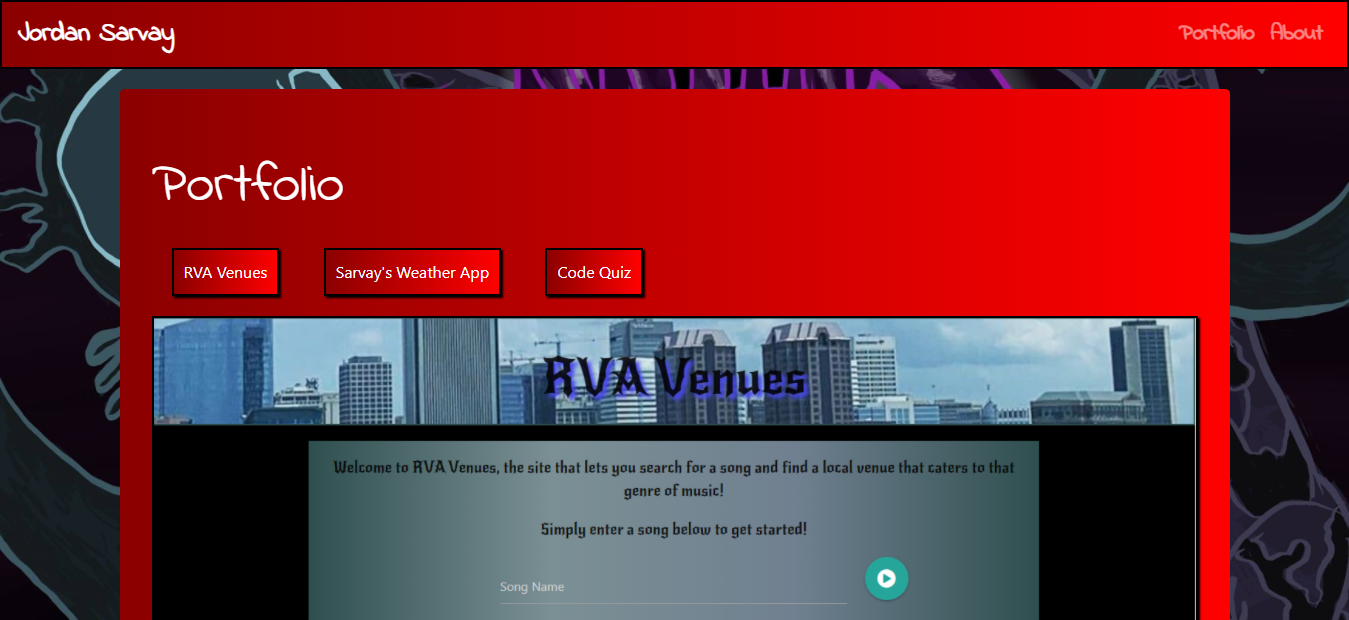 Jordan Sarvay
Portfolio About
Portfolio
RVA Venues
Sarvay's Weather App
Code Quiz
RVA Venues
Welcome to RVA Venues, the site that lets you search for a song and find a local venue that caters to that
genre of music!
Simply enter a song below to get started!
Song Name